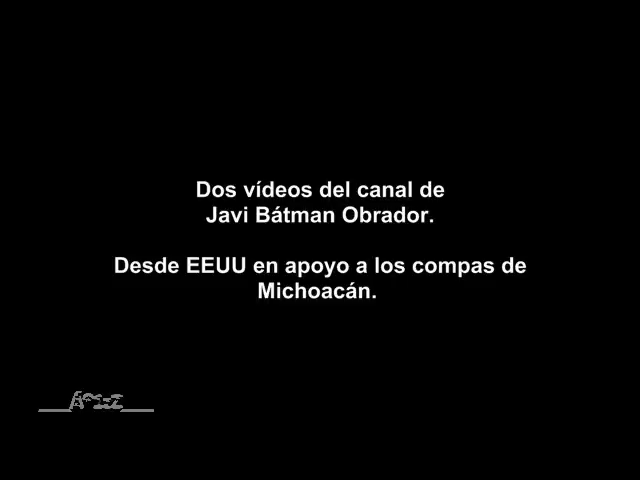 Dos vídeos del canal de
Javi Bátman Obrador.
Desde EEUU en apoyo a los compas de
Michoacán.